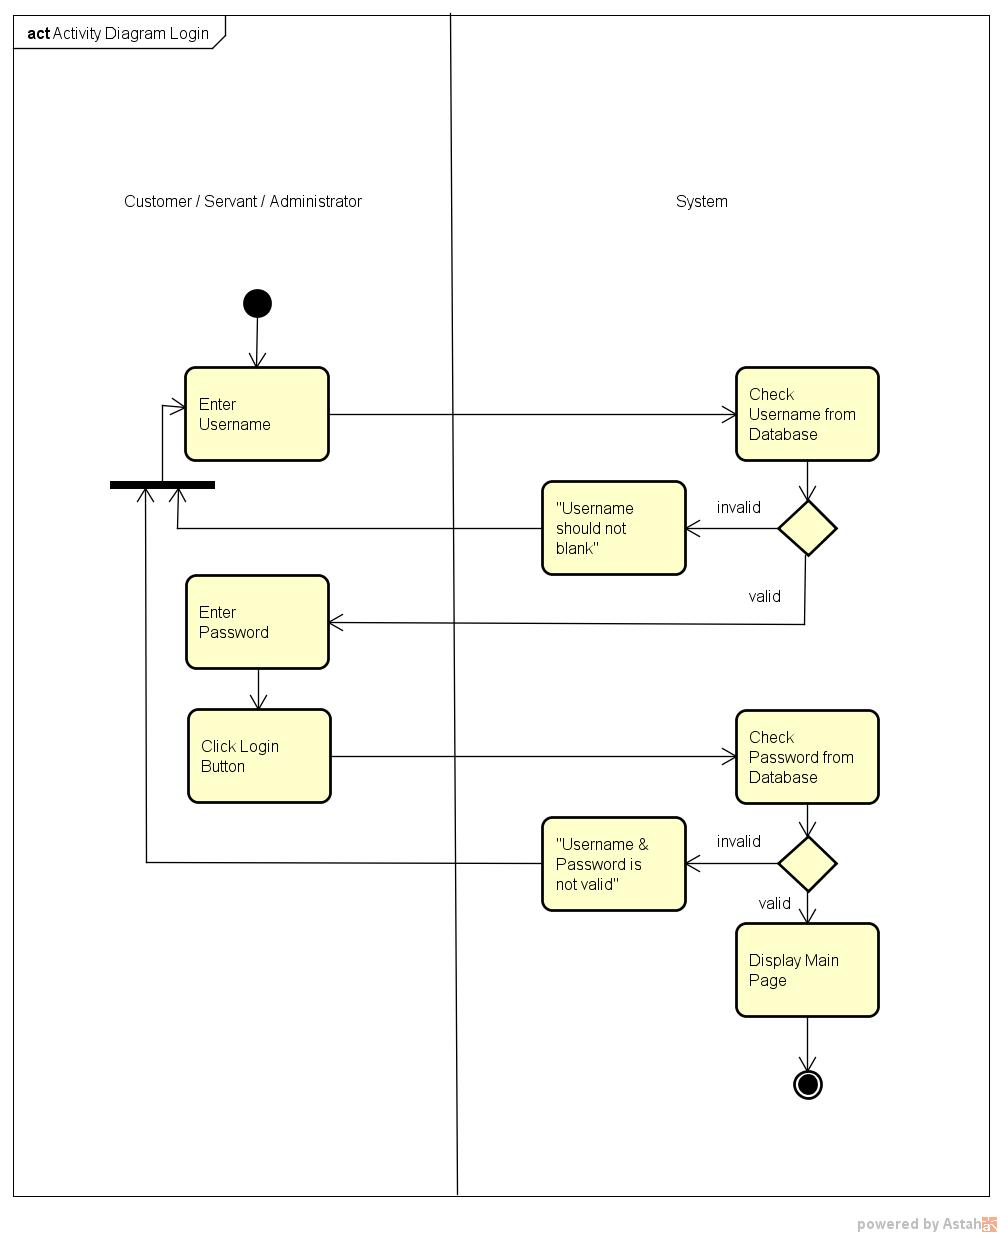 act Activity Diagram Login
Customer / Servant / Administrator
System
Enter
Username
Check
Username from
Database
"Username
should not
blank"
invalid
valid
Enter
Password
Click Login
Button
Check
Password from
Database
"Username &
Password is
not valid"
invalid
valid
Display Main
Page
powered by Astah